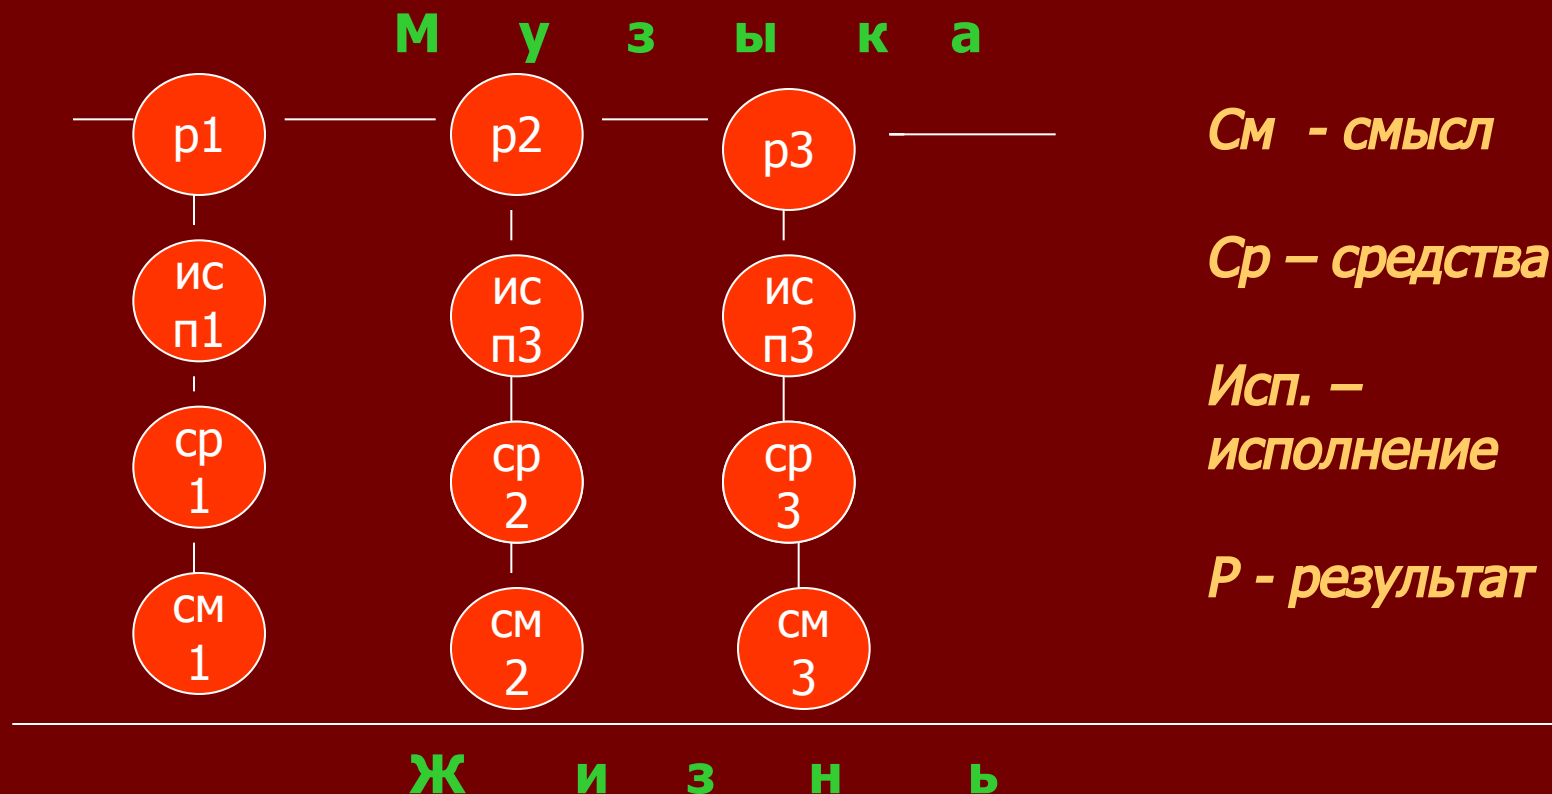 М у з ы к а
р1
р2
р3
ис
п1
ис
п3
ис
п3
ср
1
ср
2
ср
3
см
1
см
2
см
3
См - смысл
Ср – средства
Исп. –
исполнение
Р - результат
Ж и з н ь